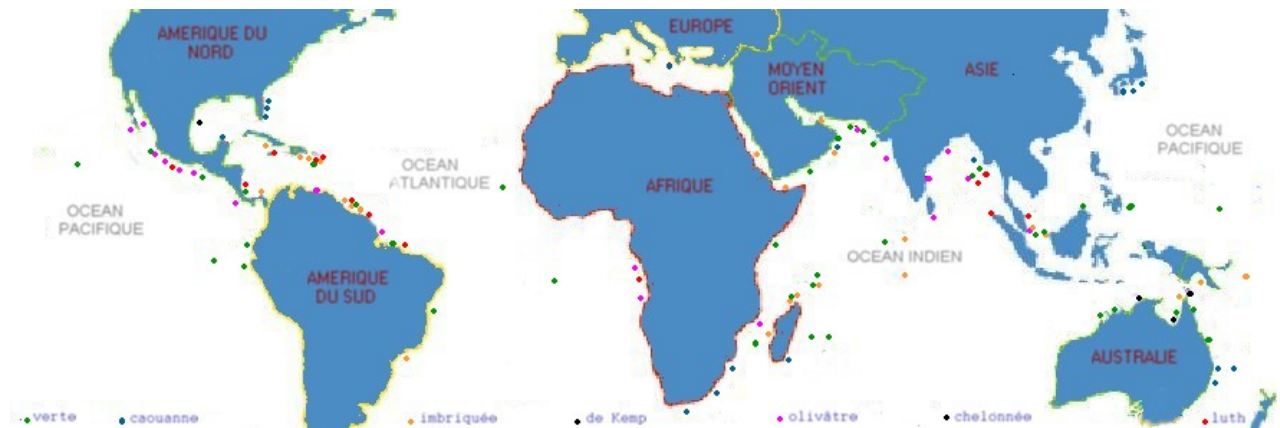 AMERIQUE DU
NORD
EUROPE
MOYEN
ORIENT
ASIE
OCEAN
PACIFIQUE
OCEAN
ATLANTIQUE
AFRIQUE
OCEAN
PACIFIQUE
OCEAN INDIEN
AMERIQUE
DU SUD
AUSTRALIE
verte caouanne imbriquée de Kemp olivâtre chelonnée luth